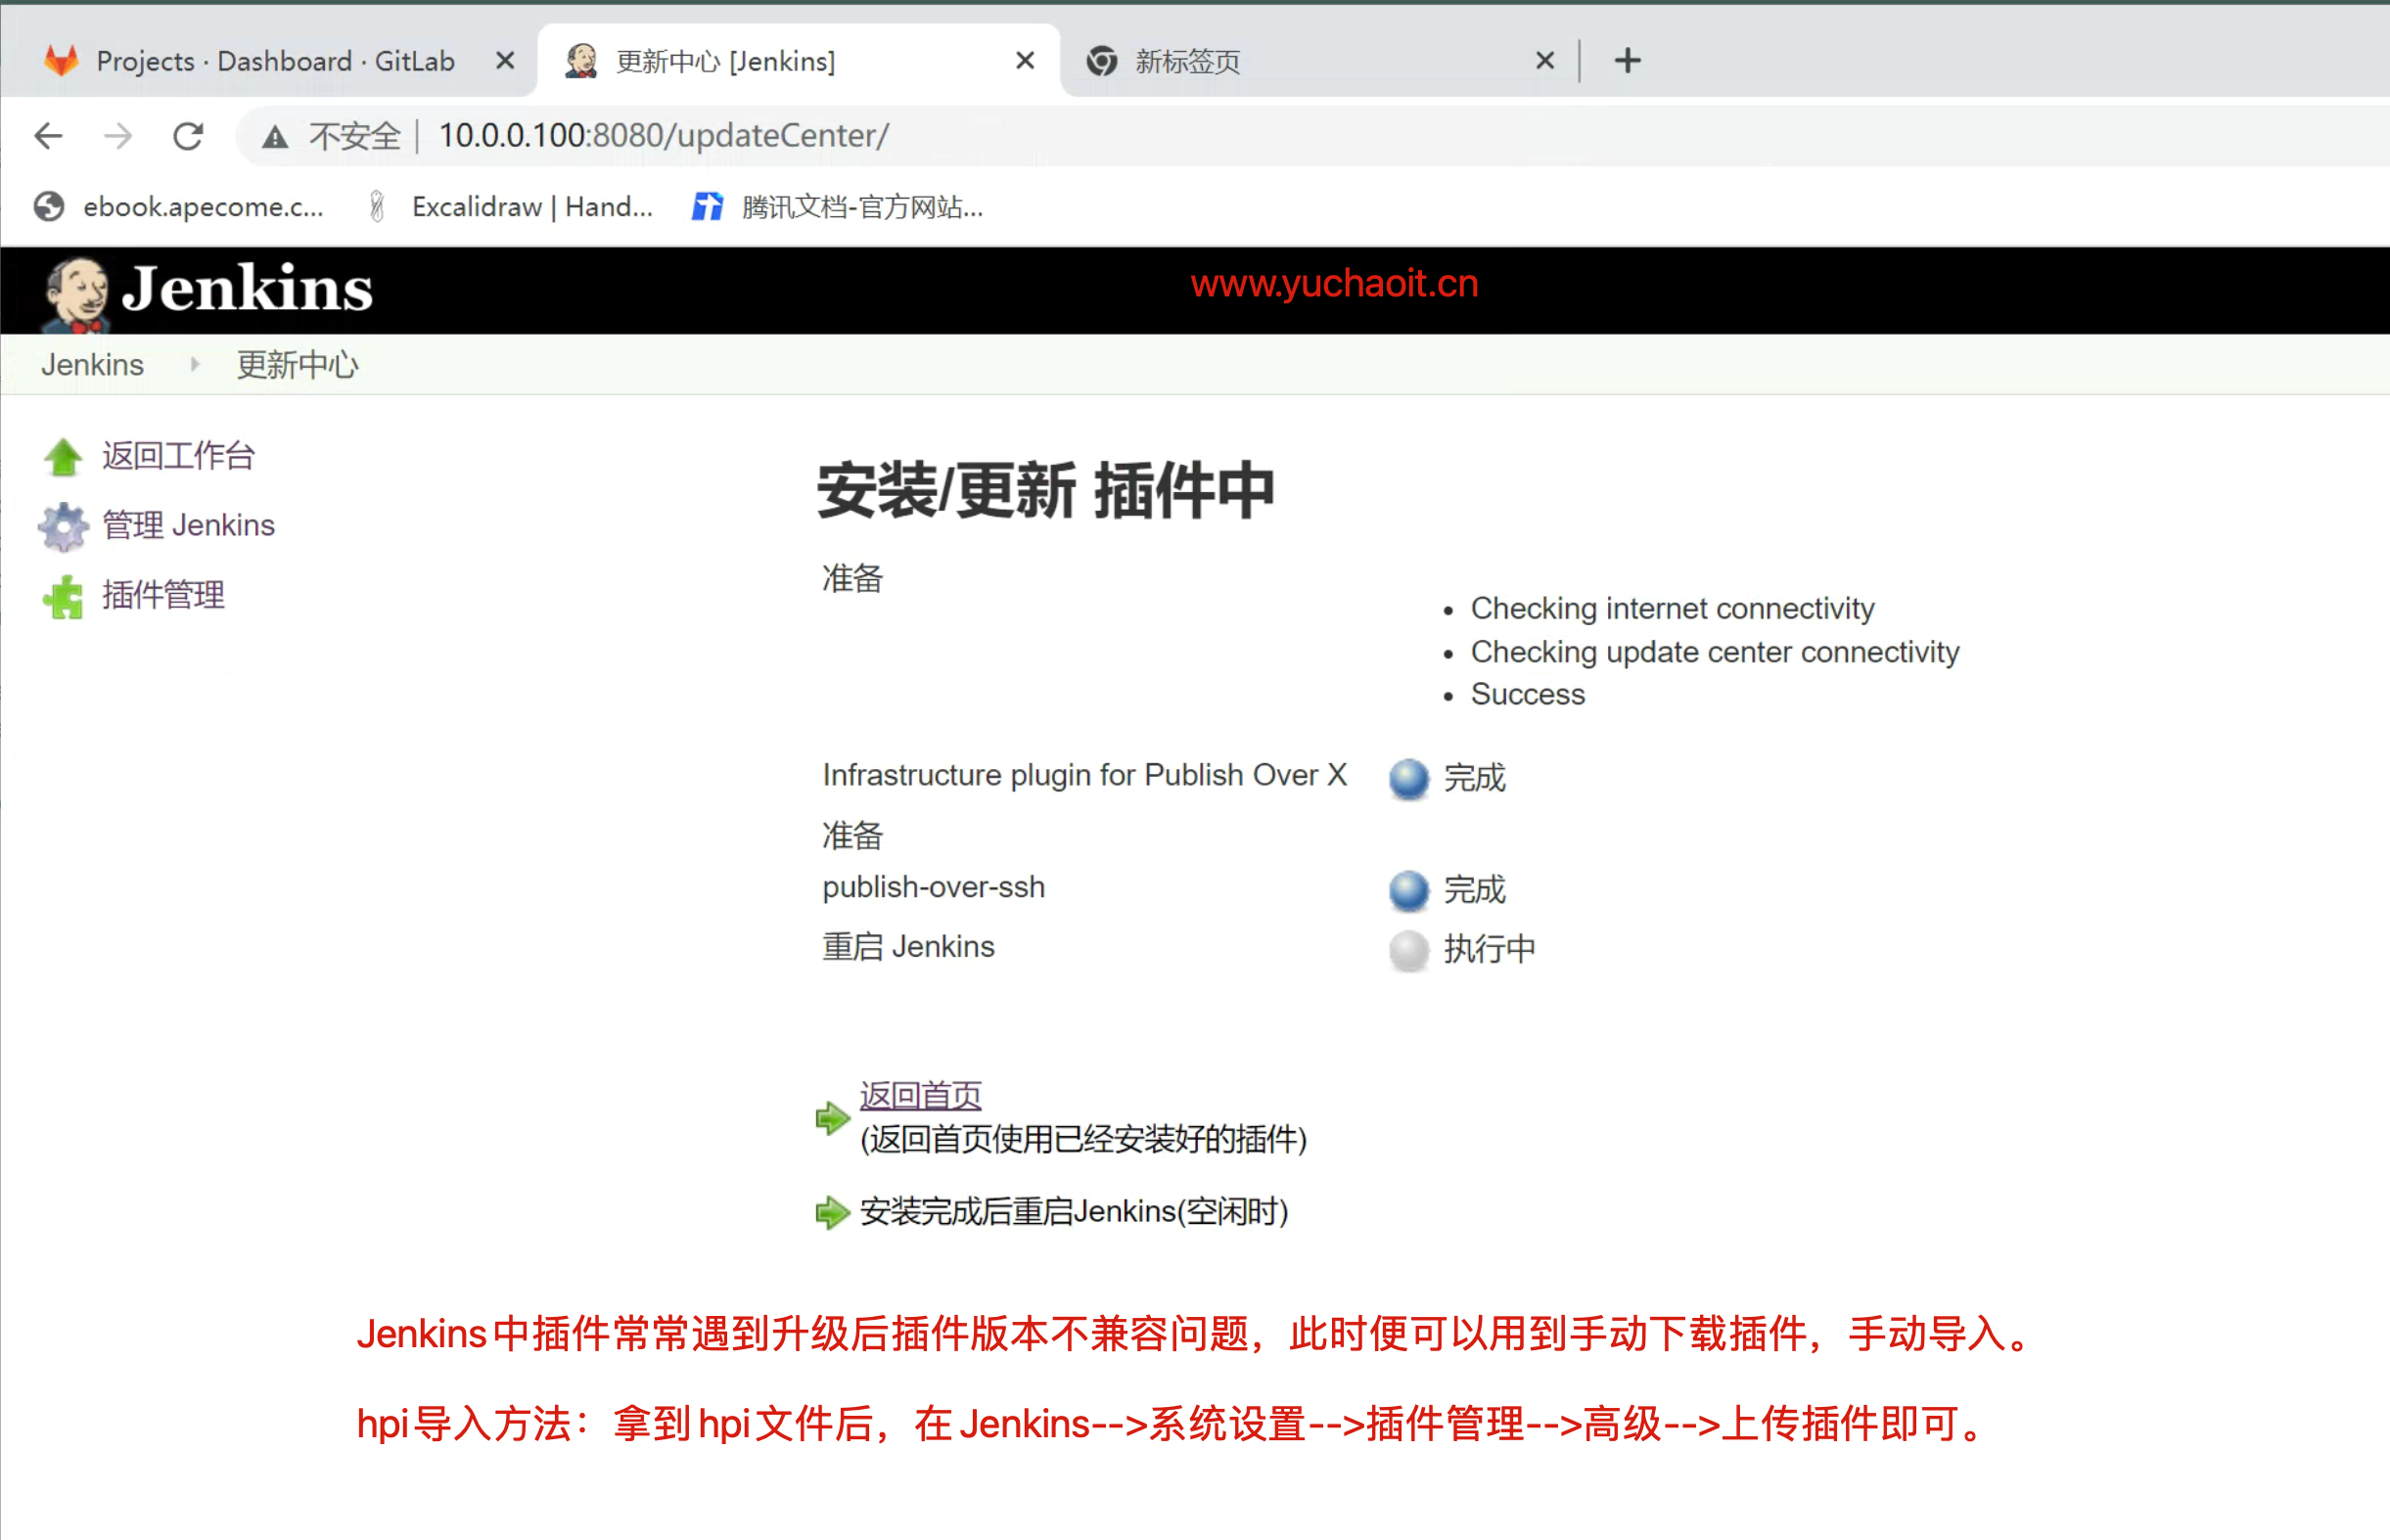 Projects · Dashboard · GitLab
更新中心 [Jenkins]
新标签页
不安全 | 10.0.0.100:8080/updateCenter/
ebook.apecome.c...
Excalidraw | Hand...
腾讯文档-官方网站...
Jenkins
www.yuchaoit.cn
Jenkins
更新中心
返回工作台
管理 Jenkins
插件管理
安装/更新 插件中
准备
Checking internet connectivity
Checking update center connectivity
Success
Infrastructure plugin for Publish Over X
完成
准备
publish-over-ssh
完成
重启 Jenkins
执行中
返回首页
(返回首页使用已经安装好的插件)
安装完成后重启Jenkins(空闲时)
Jenkins中插件常常遇到升级后插件版本不兼容问题，此时便可以用到手动下载插件，手动导入。
hpi导入方法：拿到hpi文件后，在Jenkins-->系统设置-->插件管理-->高级-->上传插件即可。